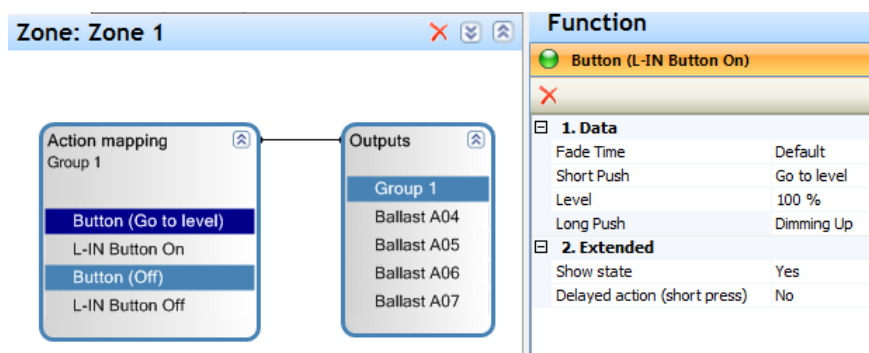 Zone: Zone 1
Action mapping
Group 1
Button (Go to level)
L-IN Button On
Button (Off)
L-IN Button Off
Outputs
Group 1
Ballast A04
Ballast A05
Ballast A06
Ballast A07
Function
Button (L-IN Button On)
1. Data
Fade Time Default
Short Push Go to level
Level 100 %
Long Push Dimming Up
2. Extended
Show state Yes
Delayed action (short press) No